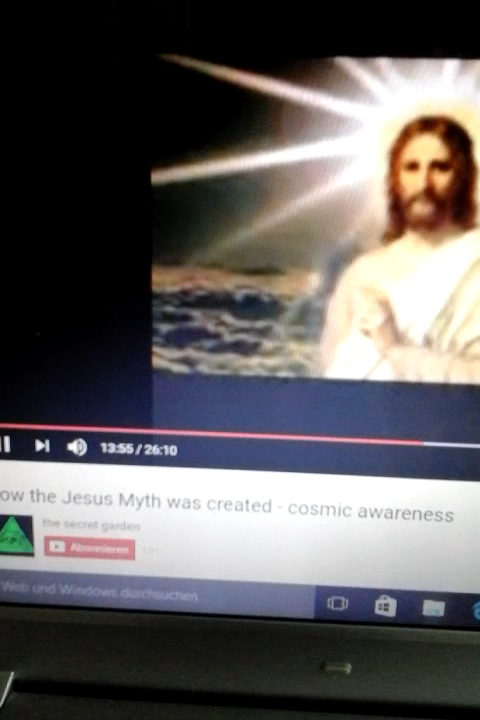 13:55 / 26:10
ow the Jesus Myth was created - cosmic awareness
the secret garden
Abonnieren
Web und Windows durchsuchen